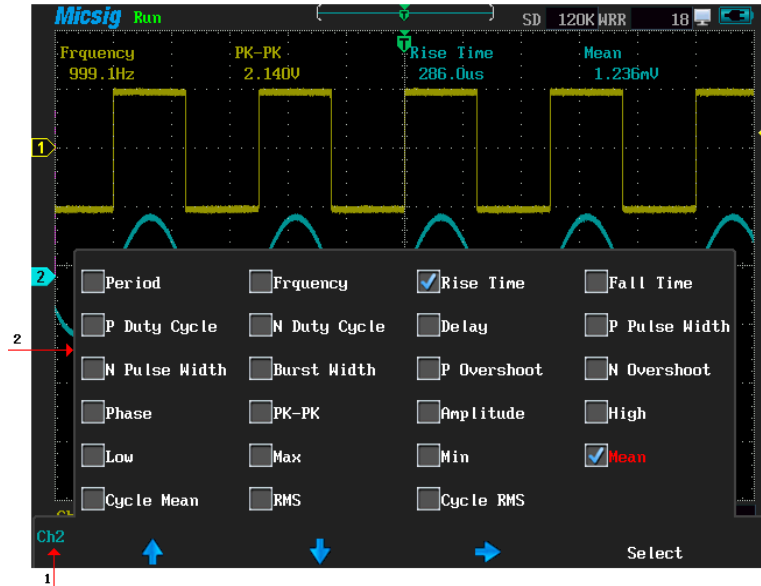 Micsig Run T SD 120K WRR 18
T
Frquency PK-PK Rise Time Mean
999.1Hz 2.140V 286.0us 1.236mV
1
2
Period Frquency Rise Time Fall Time
P Duty Cycle N Duty Cycle Delay P Pulse Width
2
N Pulse Width Burst Width P Overshoot N Overshoot
Phase PK-PK Amplitude High
Low Max Min Mean
Cycle Mean RMS Cycle RMS
Ch2 Select
1